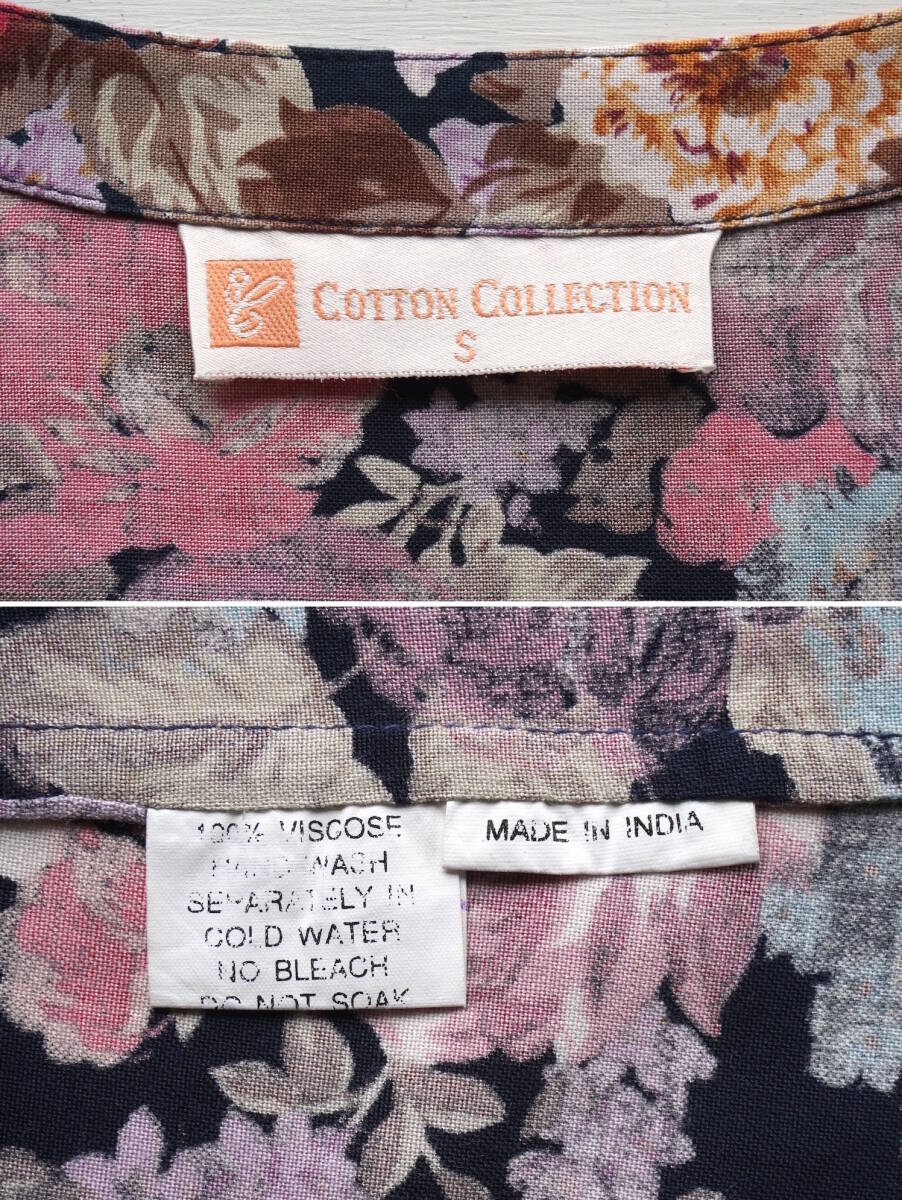 COTTON COLLECTION
S
100% VISCOSE
HAND WASH
SEPARATELY IN
COLD WATER
NO BLEACH
DO NOT SOAK
MADE IN INDIA